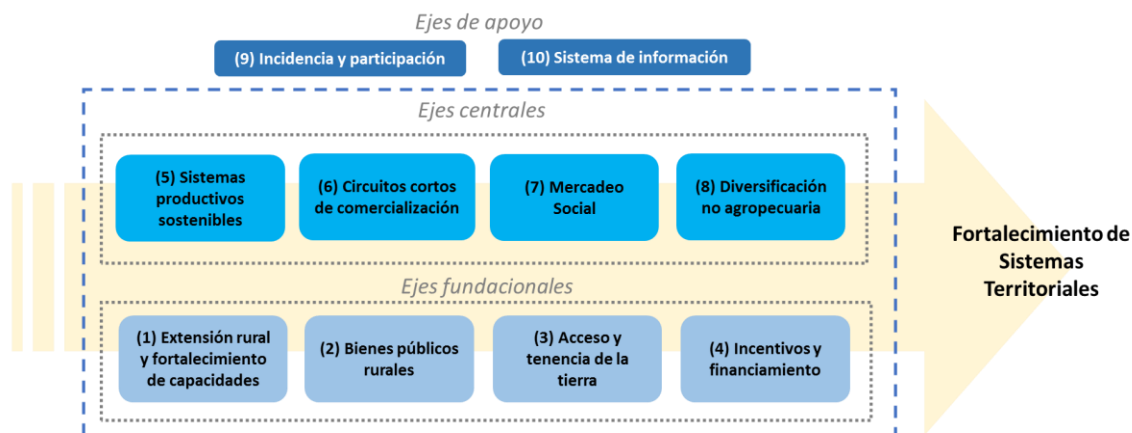 Ejes de apoyo
(9) Incidencia y participación
(10) Sistema de información
Ejes centrales
(5) Sistemas
productivos
sostenibles
(6) Circuitos cortos
de comercialización
(7) Mercadeo
Social
(8) Diversificación
no agropecuaria
Fortalecimiento de
Sistemas
Territoriales
Ejes fundacionales
(1) Extensión rural
y fortalecimiento
de capacidades
(2) Bienes públicos
rurales
(3) Acceso y
tenencia de la
tierra
(4) Incentivos y
financiamiento